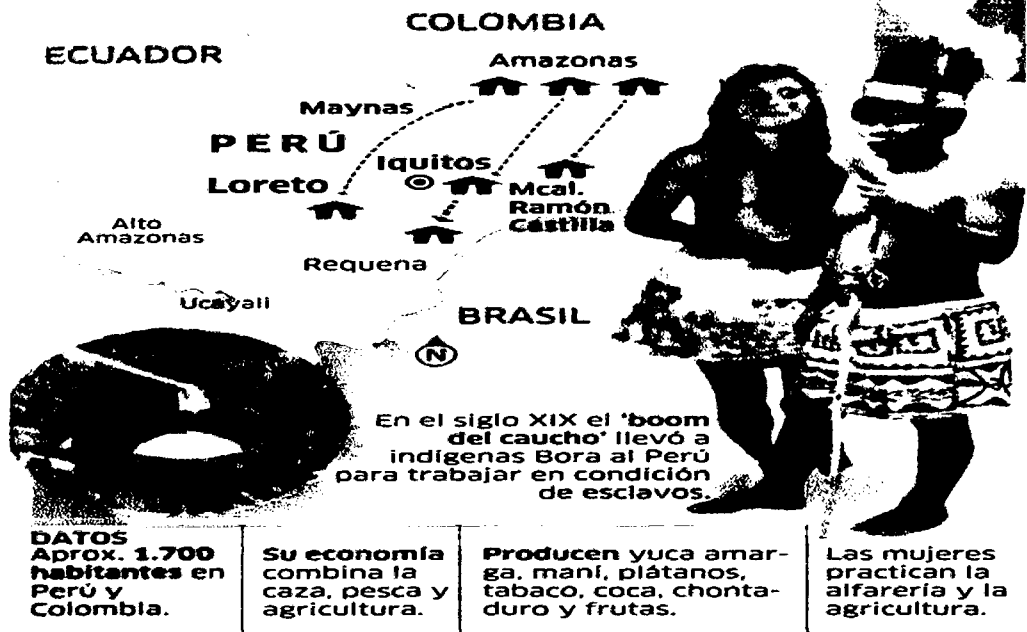 COLOMBIA
ECUADOR
Amazonas
Maynas
PERÚ
Iquitos
Loreto
Mcal.
Ramón
Castilla
Alto
Amazonas
Requena
Ucayali
BRASIL
N
En el siglo XIX el 'boom
del caucho' llevó a
indígenas Bora al Perú
para trabajar en condición
de esclavos.
DATOS
Aprox. 1.700
habitantes en
Perú y
Colombia.
Su economía
combina la
caza, pesca y
agricultura.
Producen yuca amar-
ga, maní, plátanos,
tabaco, coca, chonta-
duro y frutas.
Las mujeres
practican la
alfarería y la
agricultura.